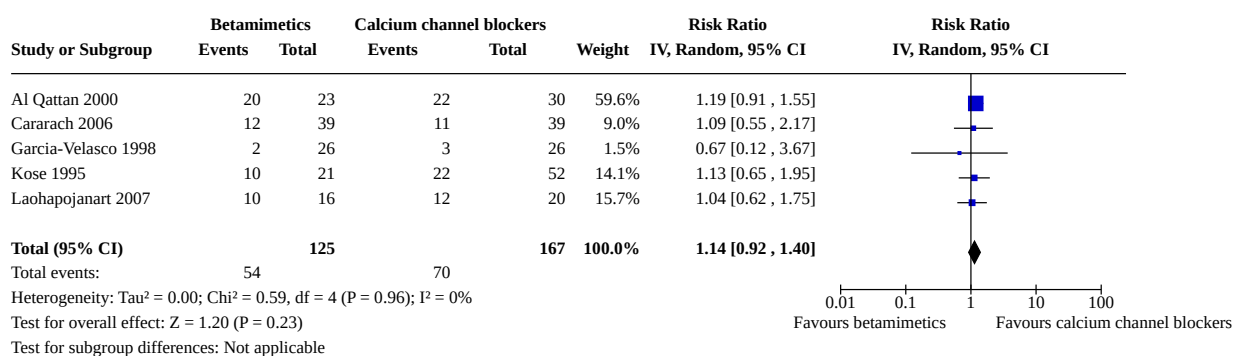 Betamimetics Calcium channel blockers Risk Ratio Risk Ratio
Study or Subgroup Events Total Events Total Weight IV, Random, 95% CI IV, Random, 95% CI
Al Qattan 2000 20 23 22 30 59.6% 1.19 [0.91 , 1.55]
Cararach 2006 12 39 11 39 9.0% 1.09 [0.55 , 2.17]
Garcia-Velasco 1998 2 26 3 26 1.5% 0.67 [0.12 , 3.67]
Kose 1995 10 21 22 52 14.1% 1.13 [0.65 , 1.95]
Laohapojanart 2007 10 16 12 20 15.7% 1.04 [0.62 , 1.75]
Total (95% CI) 125 167 100.0% 1.14 [0.92 , 1.40]
Total events: 54 70
Heterogeneity: Tau² = 0.00; Chi² = 0.59, df = 4 (P = 0.96); I² = 0%
0.01 0.1 1 10 100
Test for overall effect: Z = 1.20 (P = 0.23)
Favours betamimetics Favours calcium channel blockers
Test for subgroup differences: Not applicable